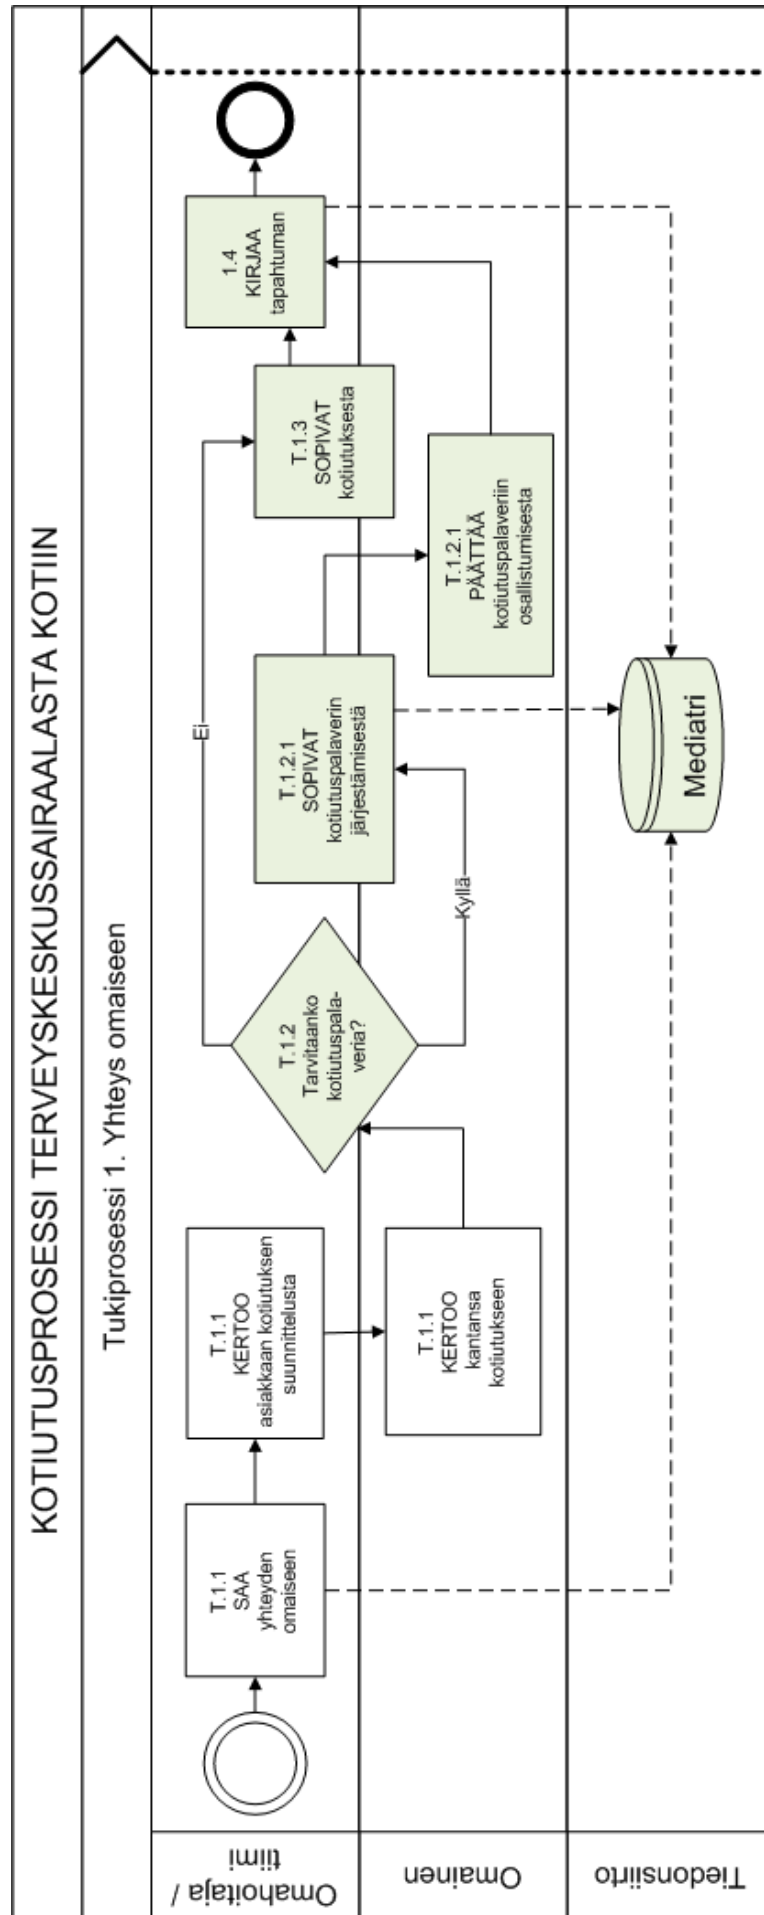 KOTIUTUSPROSESSI TERVEYSKESKUSSAIRAALASTA KOTIIN
Tukiprosessi 1. Yhteys omaiseen
Omahoitaja /
tiimi
T.1.1
SAA
yhteyden
omaiseen
T.1.1
KERTOO
asiakkaan kotiutuksen
suunnittelusta
T.1.2
Tarvitaanko
kotiutuspala-
veria?
Ei
Kyllä
T.1.2.1
SOPIVAT
kotiutuspalaverin
järjestämisestä
T.1.3
SOPIVAT
kotiutuksesta
1.4
KIRJAA
tapahtuman
Omainen
T.1.1
KERTOO
kantansa
kotiutukseen
T.1.2.1
PÄÄTTÄÄ
kotiutuspalaveriin
osallistumisesta
Tiedonsiirto
Mediatri